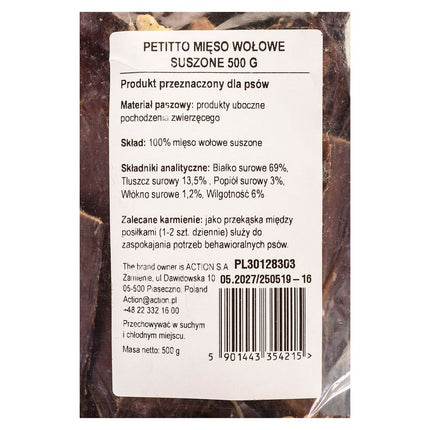 PETITTO MIĘSO WOŁOWE
SUSZONE 500 G
Produkt przeznaczony dla psów
Materiał paszowy: produkty uboczne
pochodzenia zwierzęcego
Skład: 100% mięso wołowe suszone
Składniki analityczne: Białko surowe 69%,
Tłuszcz surowy 13,5% , Popiół surowy 3%,
Włókno surowe 1,2%, Wilgotność 6%
Zalecane karmienie: jako przekąska między
posiłkami (1-2 szt. dziennie) służy do
zaspokajania potrzeb behawioralnych psów.
The brand owner is ACTION S.A. PL30128303
Zamienie, ul Dawidowska 10 05.2027/250519-16
05-500 Piaseczno, Poland
Action@action.pl
+48 22 332 16 00
Przechowywać w suchym
i chłodnym miejscu.
Masa netto: 500 g
5 901443 354215 >